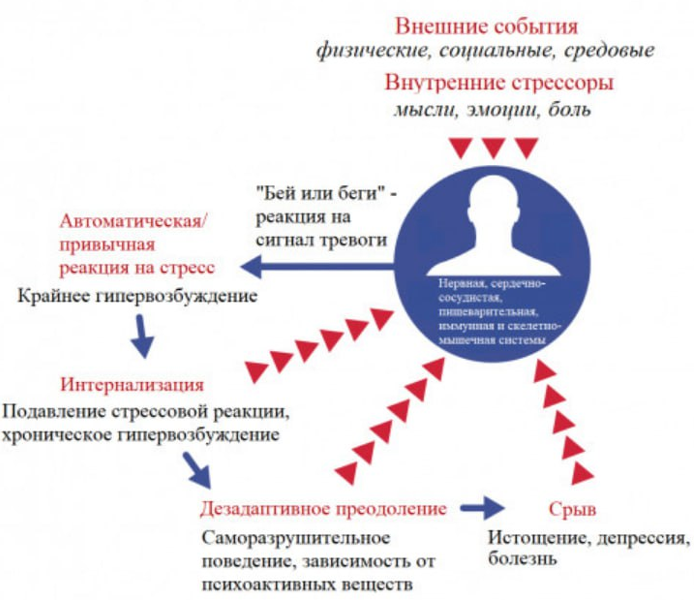 Внешние события
физические, социальные, средовые
Внутренние стрессоры
мысли, эмоции, боль
"Бей или беги" -
реакция на
сигнал тревоги
Автоматическая/
привычная
реакция на стресс
Крайнее гипервозбуждение
Нервная, сердечно-
сосудистая,
пищеварительная,
иммунная и скелетно-
мышечная системы
Интернализация
Подавление стрессовой реакции,
хроническое гипервозбуждение
Дезадаптивное преодоление
Саморазрушительное
поведение, зависимость от
психоактивных веществ
Срыв
Истощение, депрессия,
болезнь